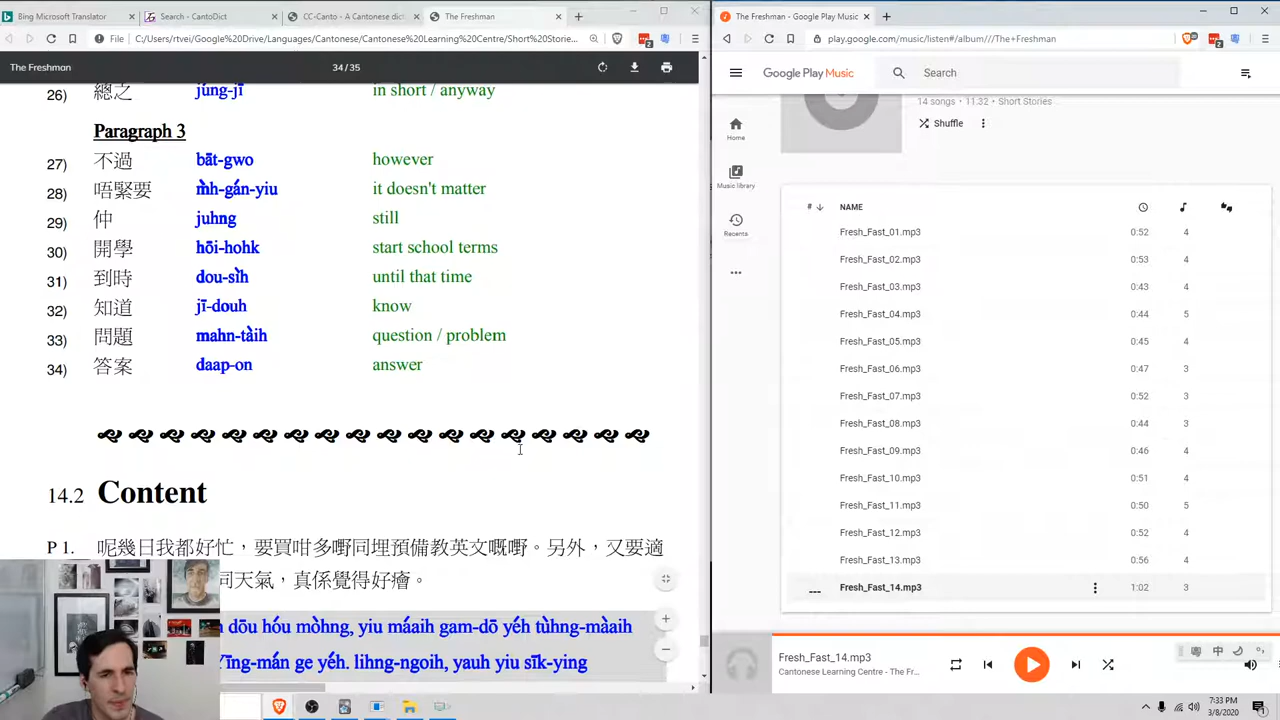 Bing Microsoft Translator
Search - CantoDict
CC-Canto - A Cantonese dict
The Freshman
File
C:/Users/rtvei/Google%20Drive/Languages/Cantonese/Cantonese%20Learning%20Centre/Short%20Storie...
The Freshman
34 / 35
26) 總之 júng-jī in short / anyway
Paragraph 3
27) 不過 bāt-gwo however
28) 唔緊要 m̀h-gán-yiu it doesn't matter
29) 仲 juhng still
30) 開學 hōi-hohk start school terms
31) 到時 dou-sìh until that time
32) 知道 jī-douh know
33) 問題 mahn-tàih question / problem
34) 答案 daap-on answer
14.2 Content
P 1. 呢幾日我都好忙，要買咁多嘢同埋預備教英文嘅嘢。另外，又要適
同天氣，真係覺得好癐。
dōu hóu mòhng, yiu máaih gam-dō yéh tùhng-màaih
Yīng-mán ge yéh. lihng-ngoih, yauh yiu sīk-ying
The Freshman - Google Play Music
play.google.com/music/listen#/album///The+Freshman
Google Play Music
Search
14 songs • 11:32 • Short Stories
Shuffle
Home
Music library
Recents
# NAME
Fresh_Fast_01.mp3 0:52 4
Fresh_Fast_02.mp3 0:53 4
Fresh_Fast_03.mp3 0:43 4
Fresh_Fast_04.mp3 0:44 5
Fresh_Fast_05.mp3 0:45 4
Fresh_Fast_06.mp3 0:47 3
Fresh_Fast_07.mp3 0:52 3
Fresh_Fast_08.mp3 0:44 3
Fresh_Fast_09.mp3 0:46 4
Fresh_Fast_10.mp3 0:51 4
Fresh_Fast_11.mp3 0:50 5
Fresh_Fast_12.mp3 0:52 4
Fresh_Fast_13.mp3 0:56 4
Fresh_Fast_14.mp3 1:02 3
Fresh_Fast_14.mp3
Cantonese Learning Centre - The Fr...
中
7:33 PM
3/8/2020